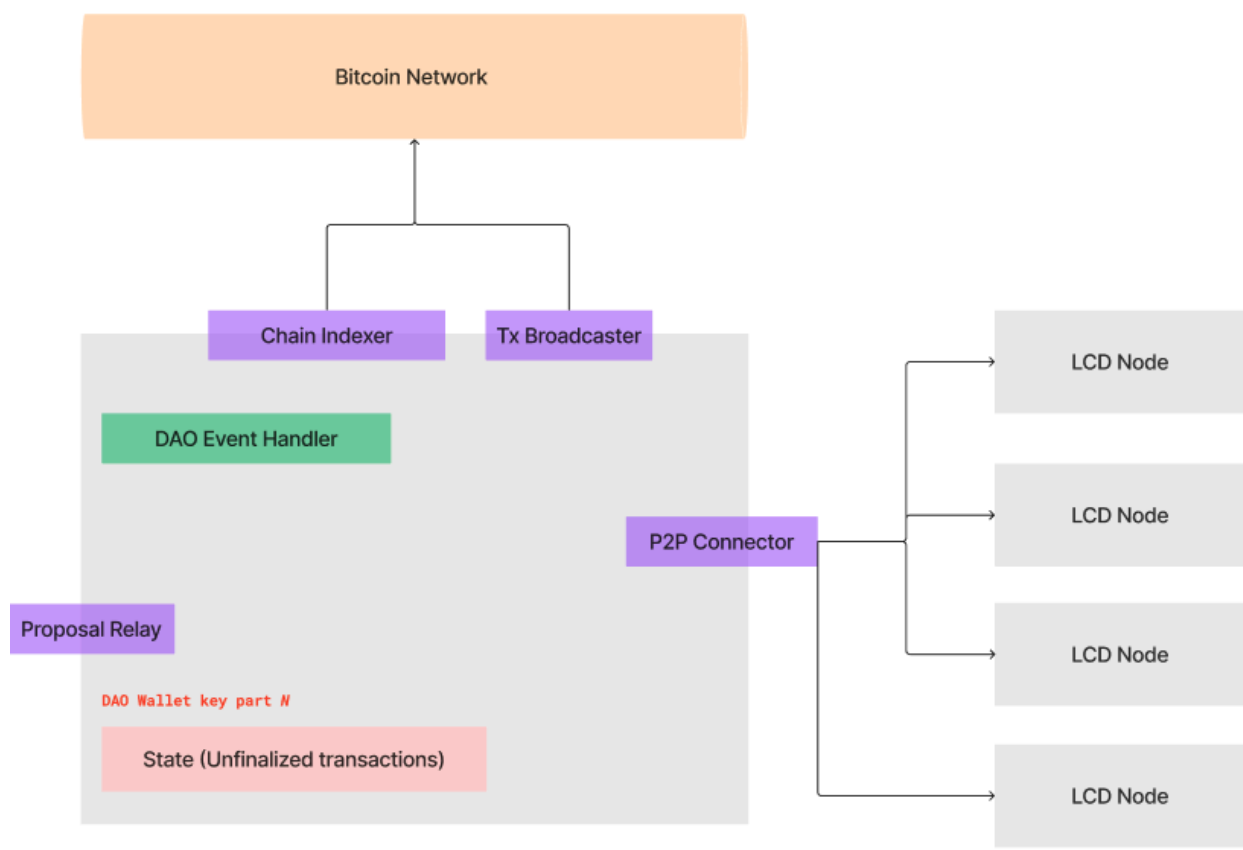 Bitcoin Network
Chain Indexer
Tx Broadcaster
LCD Node
DAO Event Handler
LCD Node
P2P Connector
Proposal Relay
LCD Node
DAO Wallet key part N
State (Unfinalized transactions)
LCD Node